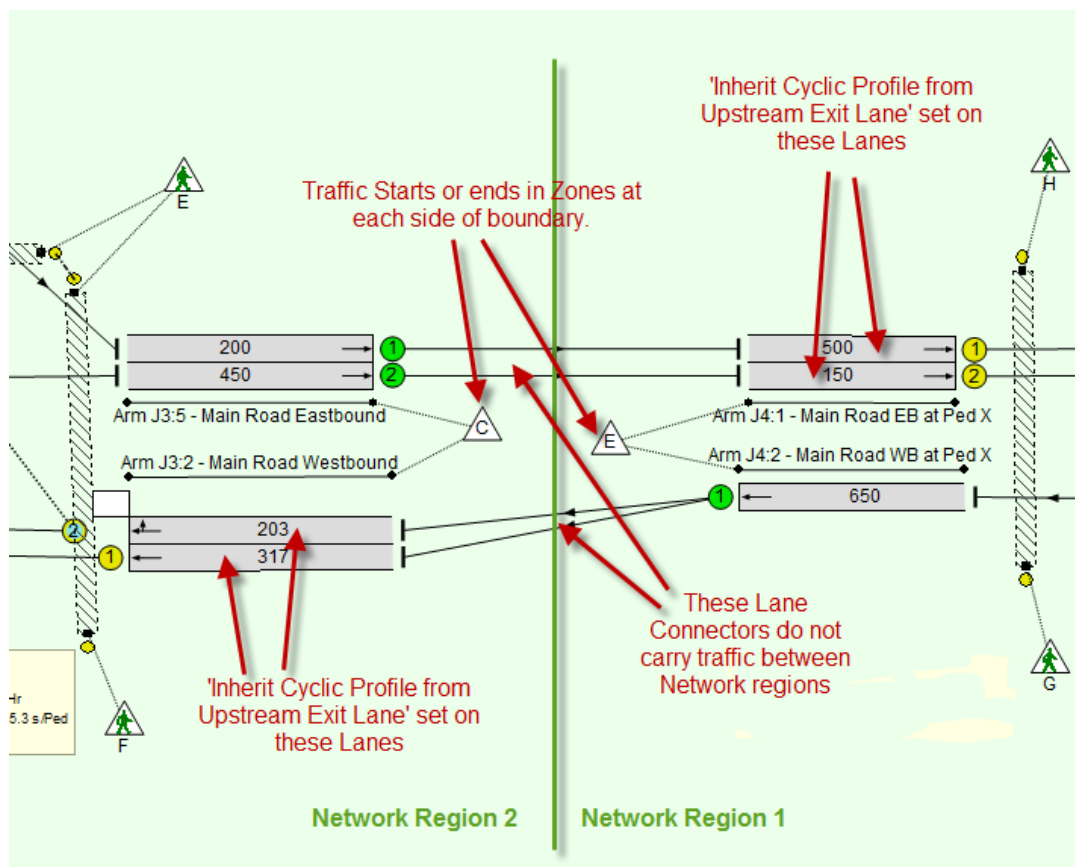 'Inherit Cyclic Profile from
Upstream Exit Lane' set on
these Lanes
H
E
Traffic Starts or ends in Zones at
each side of boundary.
200
1
450
2
500
1
150
2
Arm J3:5 - Main Road Eastbound
C
E
Arm J4:1 - Main Road EB at Ped X
Arm J3:2 - Main Road Westbound
Arm J4:2 - Main Road WB at Ped X
1
650
2
203
1
317
These Lane
Connectors do not
carry traffic between
Network regions
G
Hr
5.3 s/Ped
F
'Inherit Cyclic Profile from
Upstream Exit Lane' set on
these Lanes
Network Region 2
Network Region 1